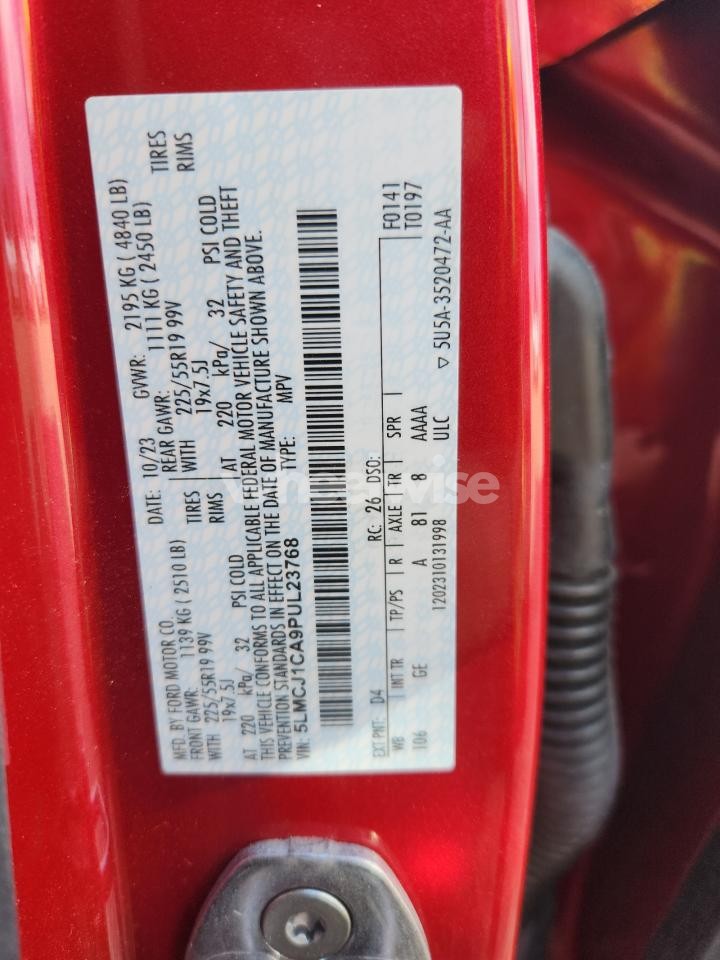 MFD. BY FORD MOTOR CO.
DATE: 10/23 GVWR: 2195 KG ( 4840 LB)
FRONT GAWR: 1139 KG ( 2510 LB) REAR GAWR: 1111 KG ( 2450 LB)
WITH 225/55R19 99V TIRES WITH 225/55R19 99V TIRES
19x7.5J RIMS 19x7.5J RIMS
AT 220 kPa/ 32 PSI COLD AT 220 kPa/ 32 PSI COLD
THIS VEHICLE CONFORMS TO ALL APPLICABLE FEDERAL MOTOR VEHICLE SAFETY AND THEFT
PREVENTION STANDARDS IN EFFECT ON THE DATE OF MANUFACTURE SHOWN ABOVE.
VIN: 5LMCJ1CA9PUL23768 TYPE: MPV
EXT PNT: D4 RC: 26 DSO: F0141
WB INT TR TP/PS R AXLE TR SPR T0197
106 GE A 81 8 AAAA
1202310131998 ULC ▽ 5U5A-3520472-AA